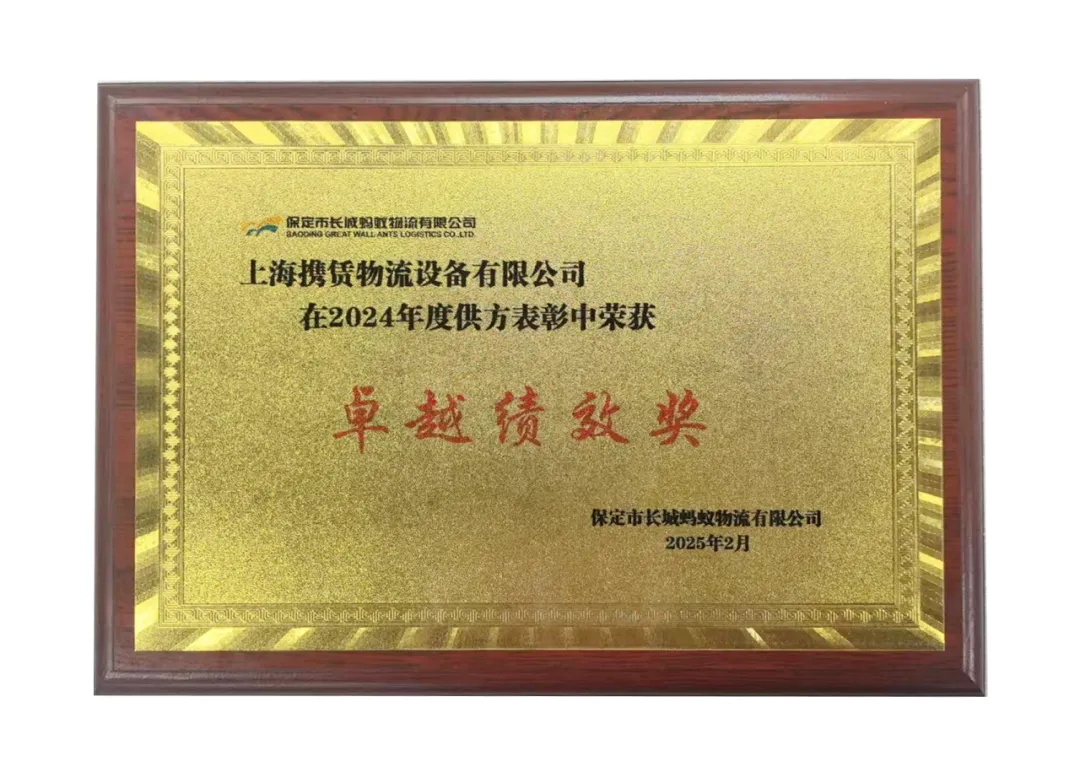 保定市长城蚂蚁物流有限公司
BAODING GREAT WALL ANTS LOGISTICS CO.,LTD.
上海携赁物流设备有限公司
在2024年度供方表彰中荣获
卓越绩效奖
保定市长城蚂蚁物流有限公司
2025年2月